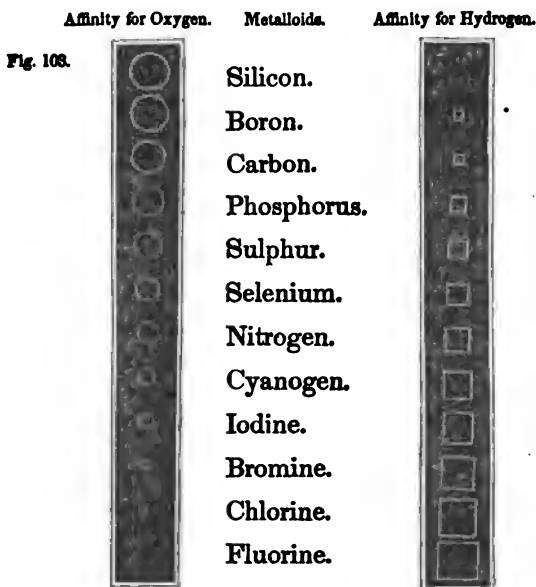 Affinity for Oxygen. Metalloids. Affinity for Hydrogen.
Fig. 103.
Silicon.
Boron.
Carbon.
Phosphorus.
Sulphur.
Selenium.
Nitrogen.
Cyanogen.
Iodine.
Bromine.
Chlorine.
Fluorine.